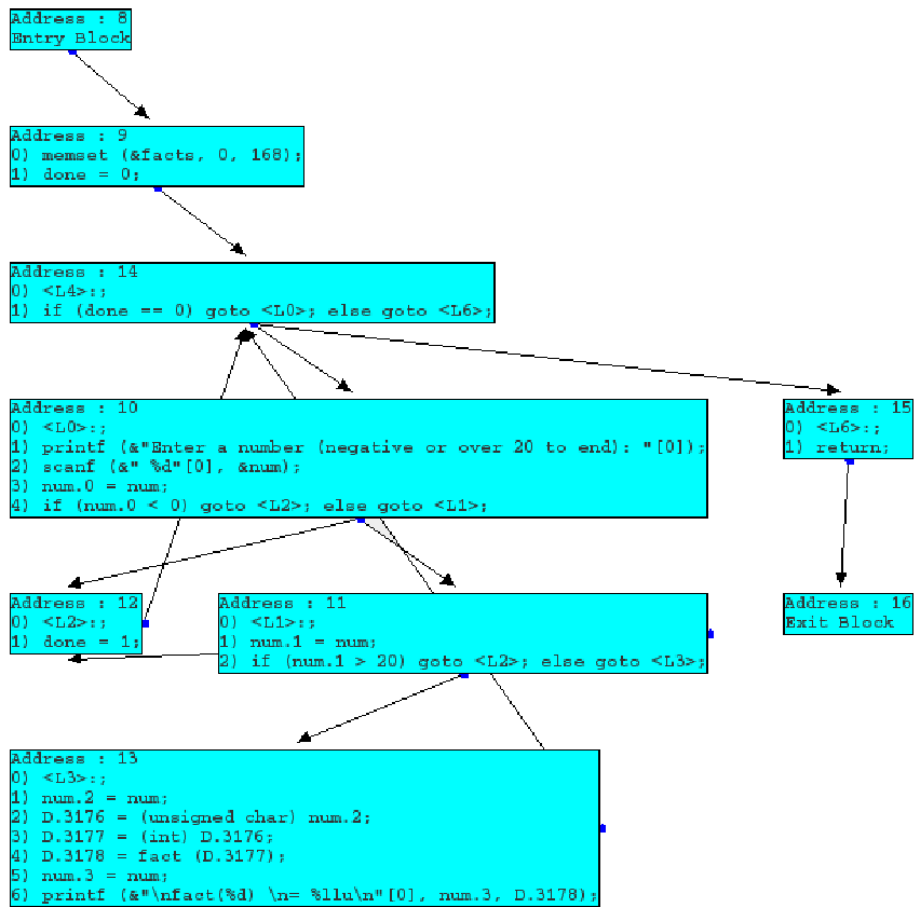 Address : 8
Entry Block
Address : 9
0) memset (&facts, 0, 168);
1) done = 0;
Address : 14
0) <L4>:;
1) if (done == 0) goto <L0>; else goto <L6>;
Address : 10
0) <L0>:;
1) printf (&"Enter a number (negative or over 20 to end): "[0]);
2) scanf (&" %d"[0], &num);
3) num.0 = num;
4) if (num.0 < 0) goto <L2>; else goto <L1>;
Address : 15
0) <L6>:;
1) return;
Address : 12
0) <L2>:;
1) done = 1;
Address : 11
0) <L1>:;
1) num.1 = num;
2) if (num.1 > 20) goto <L2>; else goto <L3>;
Address : 16
Exit Block
Address : 13
0) <L3>:;
1) num.2 = num;
2) D.3176 = (unsigned char) num.2;
3) D.3177 = (int) D.3176;
4) D.3178 = fact (D.3177);
5) num.3 = num;
6) printf (&"\nfact(%d) \n= %llu\n"[0], num.3, D.3178);